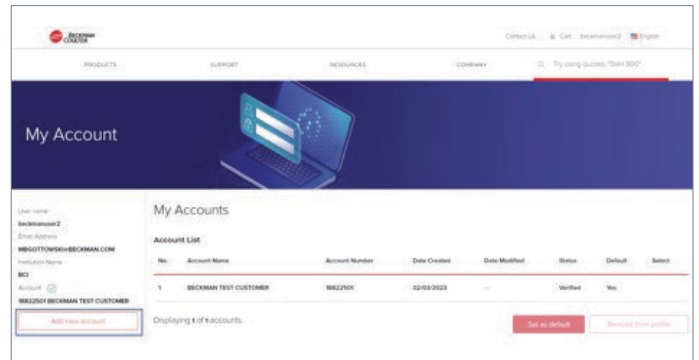 BECKMAN
COULTER
Contact Us Cart beckmanuser2 English
PRODUCTS SUPPORT RESOURCES COMPANY Try using quotes, "DxH 900"
My Account
User name
beckmanuser2
Email Address
MBGOTTOWSKI@BECKMAN.COM
Institution Name
BCI
Account
18822501 BECKMAN TEST CUSTOMER
Add new account
My Accounts
Account List
No. Account Name Account Number Date Created Date Modified Status Default Select
1 BECKMAN TEST CUSTOMER 18822501 02/03/2023 -- Verified Yes
Displaying 1 of 1 accounts.
Set as default Remove from profile